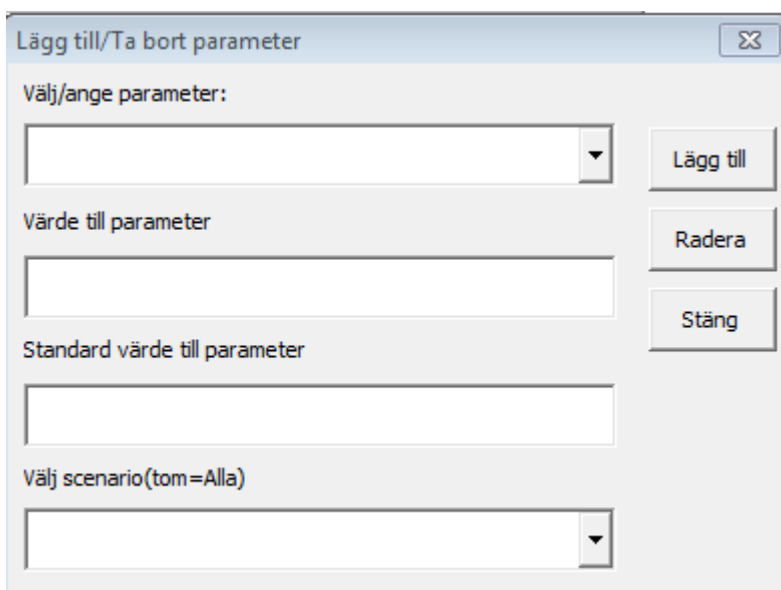 Lägg till/Ta bort parameter
Välj/ange parameter:
Lägg till
Värde till parameter
Radera
Stäng
Standard värde till parameter
Välj scenario(tom=Alla)